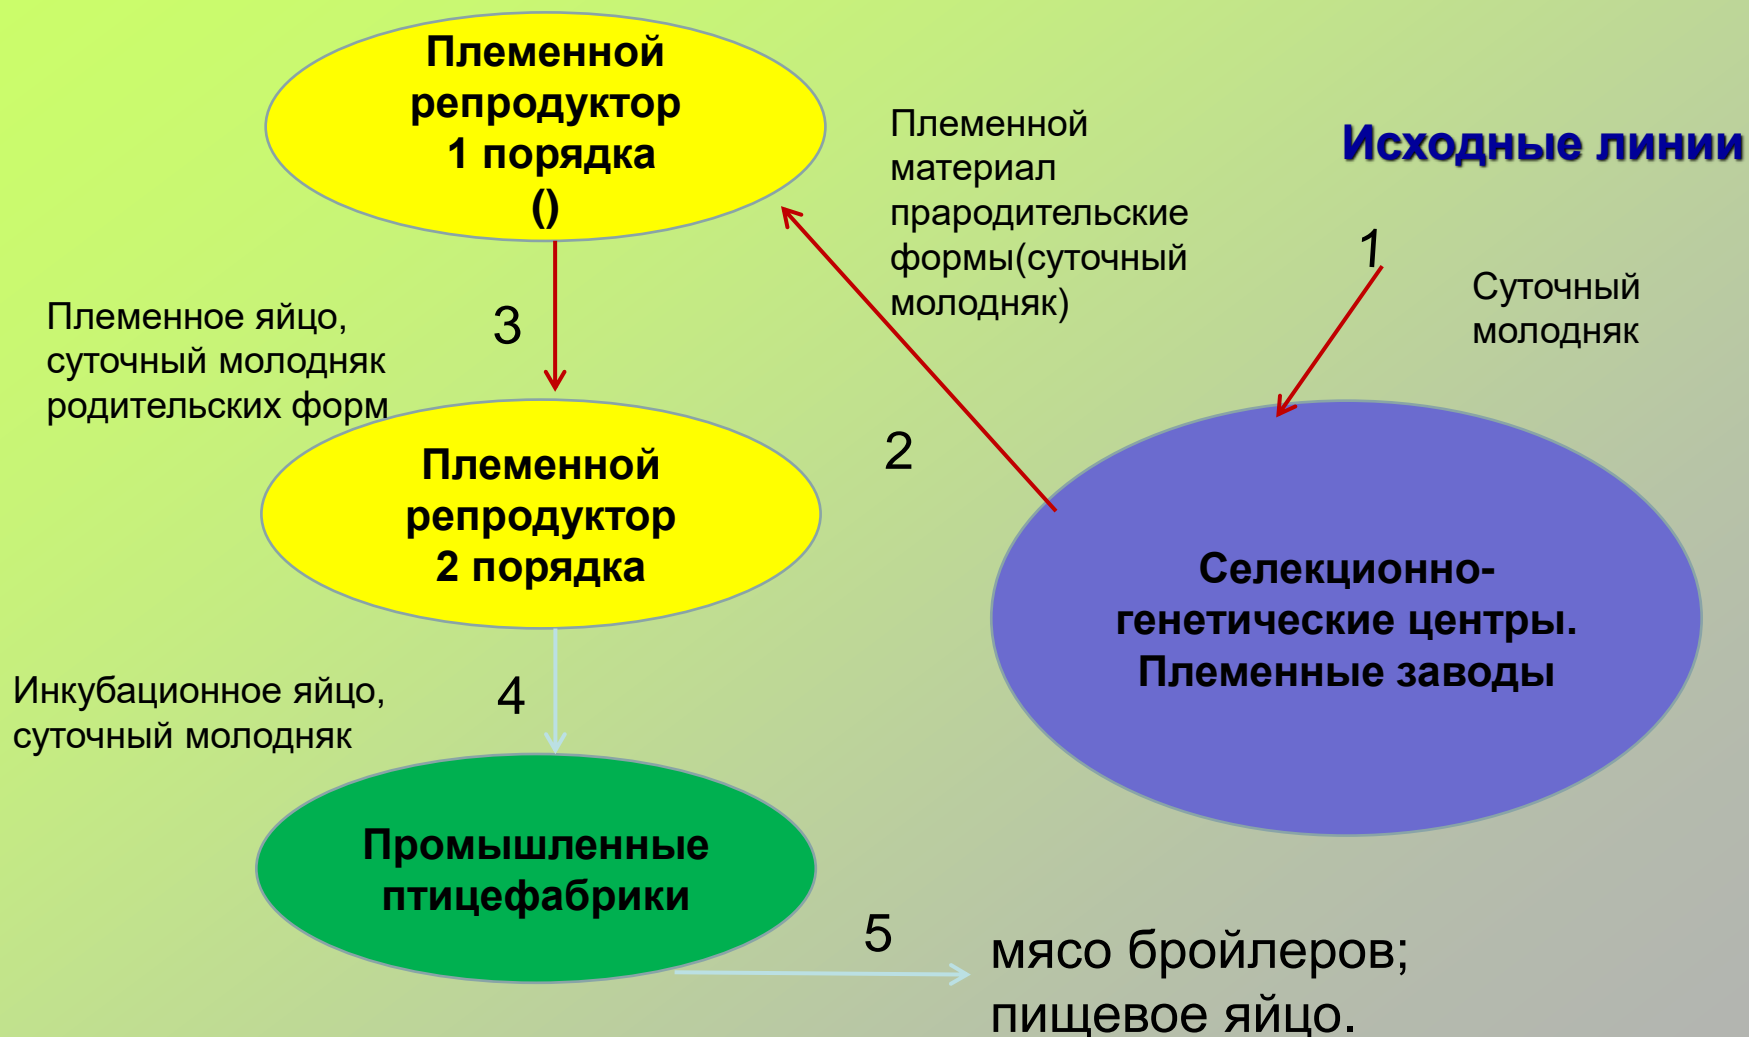 Племенной
репродуктор
1 порядка
()
Племенной
материал
прародительские
формы(суточный
молодняк)
Исходные линии
1
Суточный
молодняк
Племенное яйцо,
суточный молодняк
родительских форм
3
2
Племенной
репродуктор
2 порядка
Селекционно-
генетические центры.
Племенные заводы
Инкубационное яйцо,
суточный молодняк
4
Промышленные
птицефабрики
5
мясо бройлеров;
пищевое яйцо.